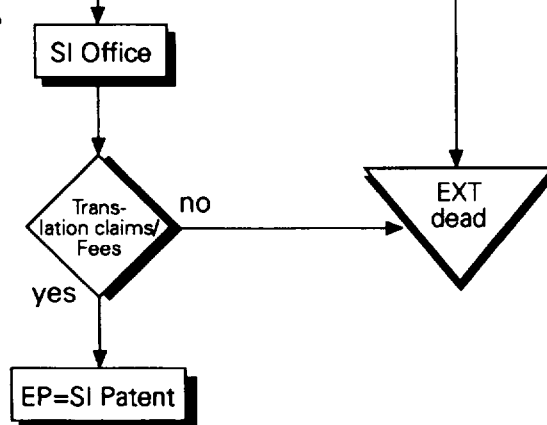 SI Office
Trans-
lation claims/
Fees
no
EXT
dead
yes
EP=SI Patent